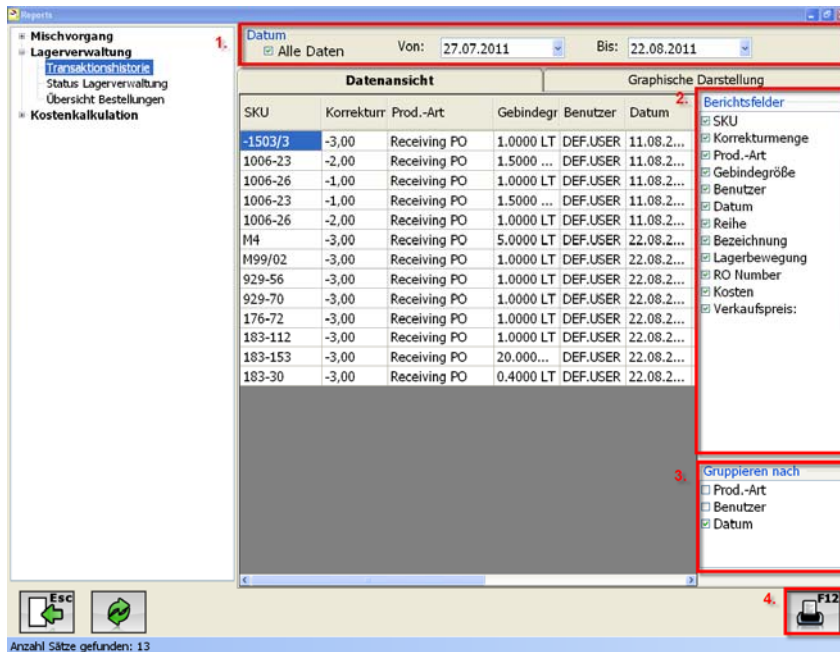 Reports
Mischvorgang
Lagerverwaltung
Transaktionshistorie
Status Lagerverwaltung
Übersicht Bestellungen
Kostenkalkulation
1.
Datum
Alle Daten Von: 27.07.2011 Bis: 22.08.2011
Datenansicht Graphische Darstellung
SKU Korrekturr Prod.-Art Gebindegr Benutzer Datum
-1503/3 -3,00 Receiving PO 1.0000 LT DEF.USER 11.08.2...
1006-23 -2,00 Receiving PO 1.5000 ... DEF.USER 11.08.2...
1006-26 -1,00 Receiving PO 1.0000 LT DEF.USER 11.08.2...
1006-23 -1,00 Receiving PO 1.5000 ... DEF.USER 11.08.2...
1006-26 -2,00 Receiving PO 1.0000 LT DEF.USER 11.08.2...
M4 -3,00 Receiving PO 5.0000 LT DEF.USER 22.08.2...
M99/02 -3,00 Receiving PO 1.0000 LT DEF.USER 22.08.2...
929-56 -3,00 Receiving PO 1.0000 LT DEF.USER 22.08.2...
929-70 -3,00 Receiving PO 1.0000 LT DEF.USER 22.08.2...
176-72 -3,00 Receiving PO 1.0000 LT DEF.USER 22.08.2...
183-112 -3,00 Receiving PO 1.0000 LT DEF.USER 22.08.2...
183-153 -3,00 Receiving PO 20.000... DEF.USER 22.08.2...
183-30 -3,00 Receiving PO 0.4000 LT DEF.USER 22.08.2...
2.
Berichtsfelder
SKU
Korrekturmenge
Prod.-Art
Gebindegröße
Benutzer
Datum
Reihe
Bezeichnung
Lagerbewegung
RO Number
Kosten
Verkaufspreis:
3.
Gruppieren nach
Prod.-Art
Benutzer
Datum
Esc
4.
F12
Anzahl Sätze gefunden: 13